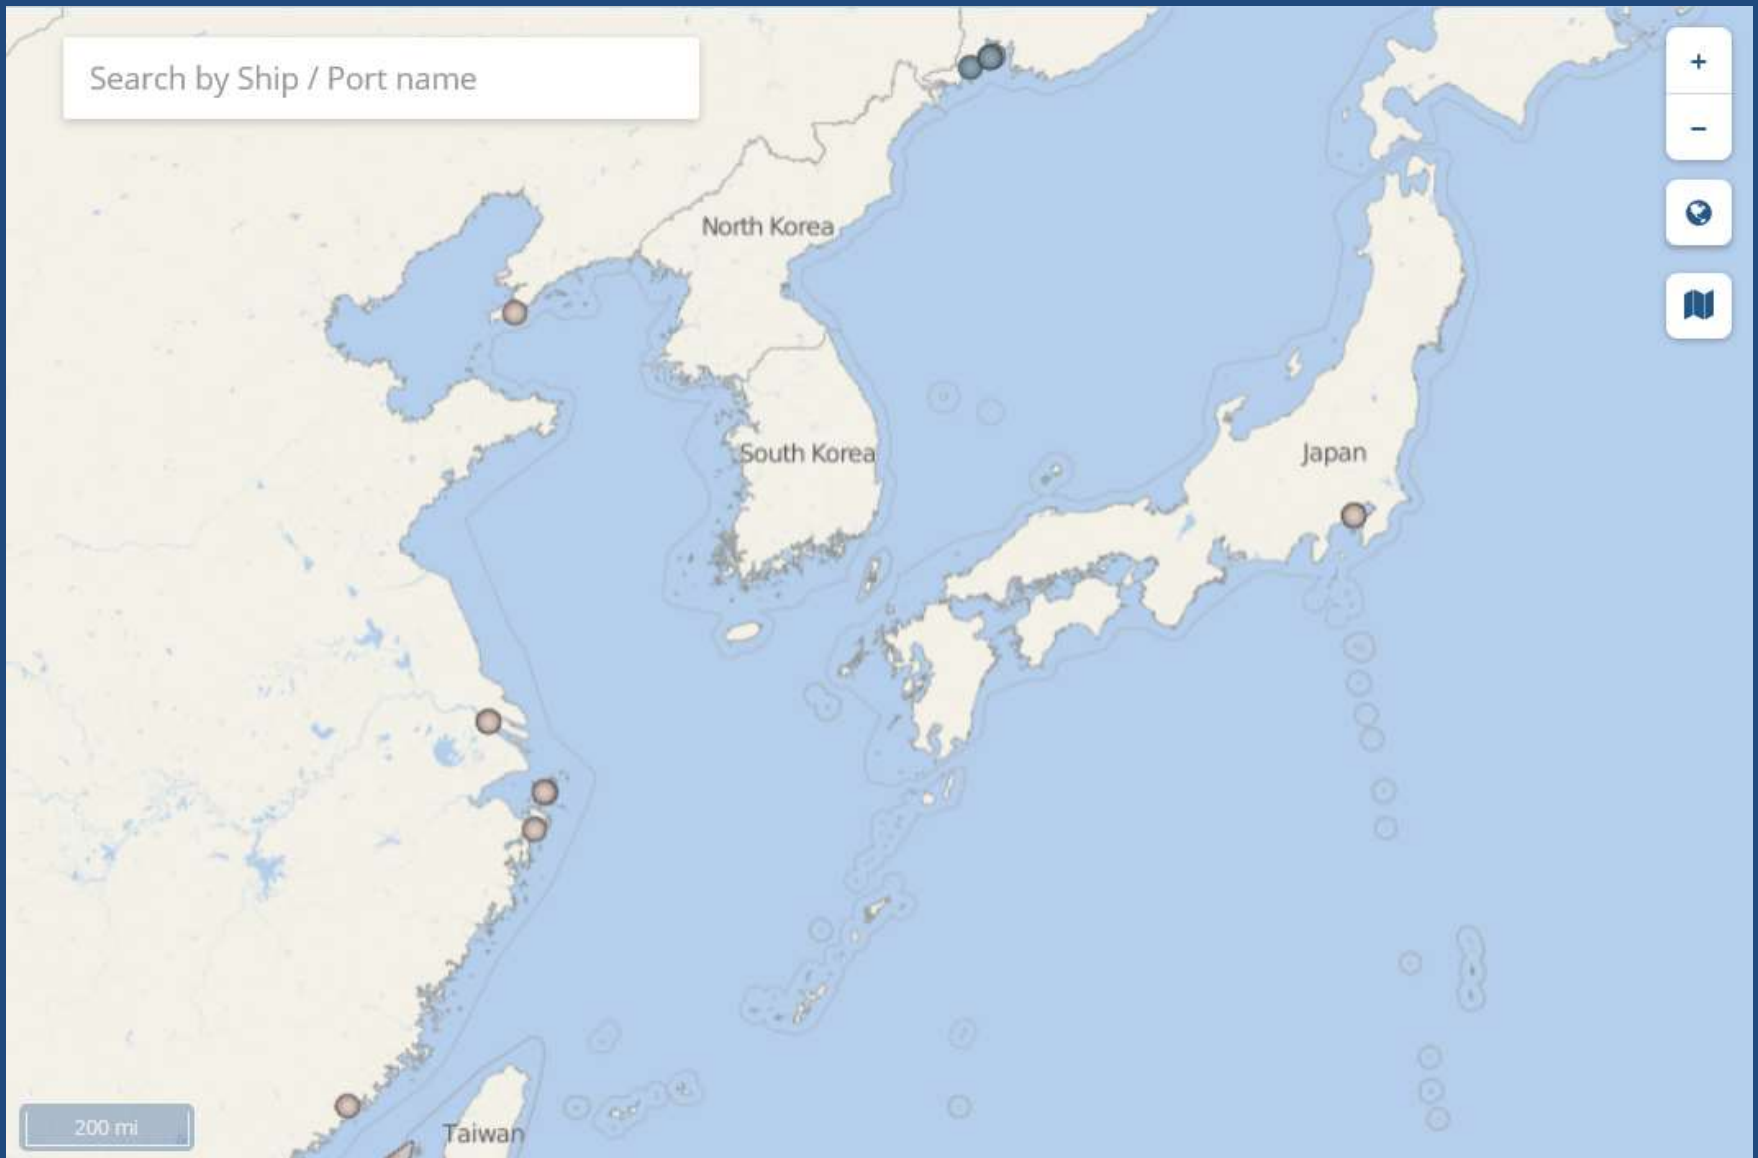 Search by Ship / Port name
+
−
North Korea
South Korea
Japan
Taiwan
200 mi